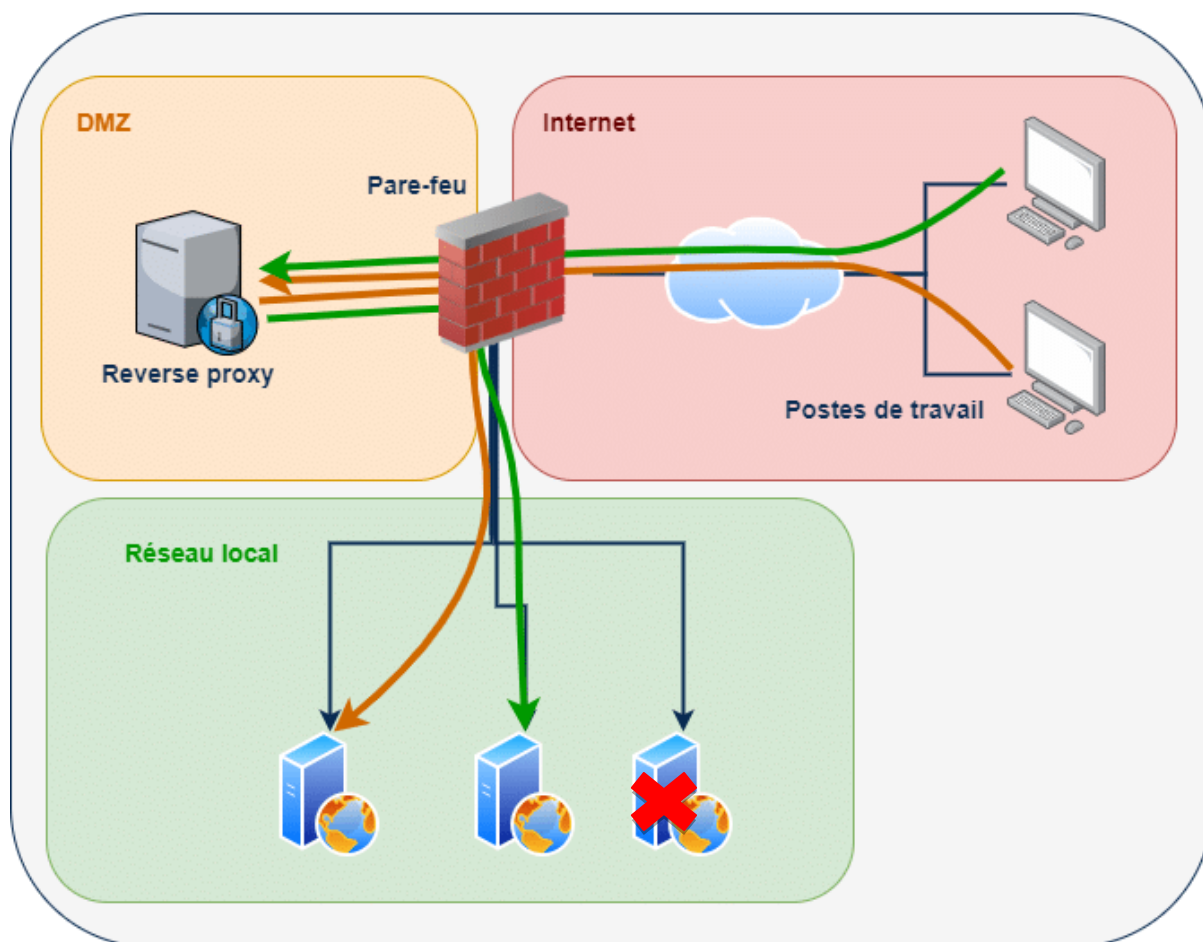 DMZ
Internet
Pare-feu
Reverse proxy
Postes de travail
Réseau local